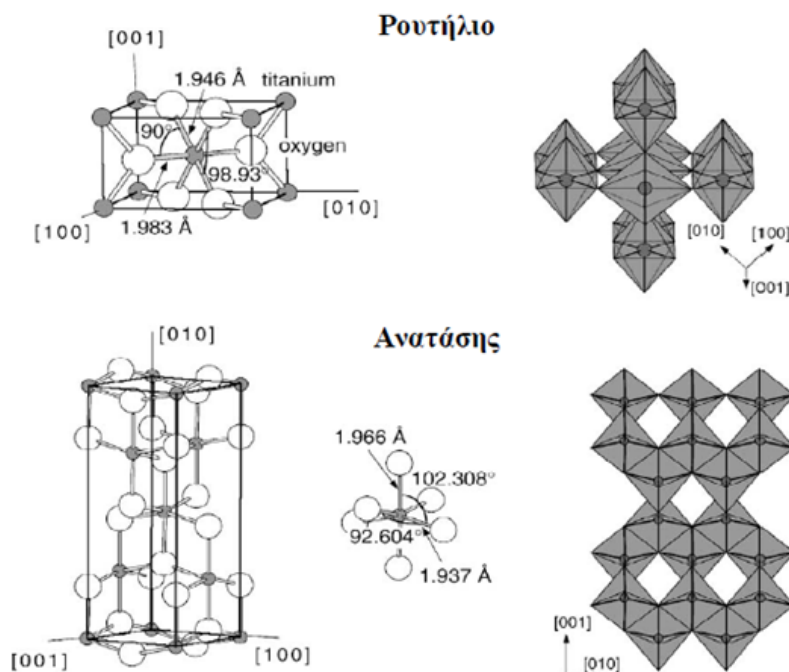 Ρουτήλιο
[001]
1.946 Å
titanium
90°
oxygen
98.93°
[010]
[100]
1.983 Å
[010]
[100]
[001]
Ανατάσης
[010]
1.966 Å
102.308°
92.604°
1.937 Å
[001]
[100]
[001]
[010]